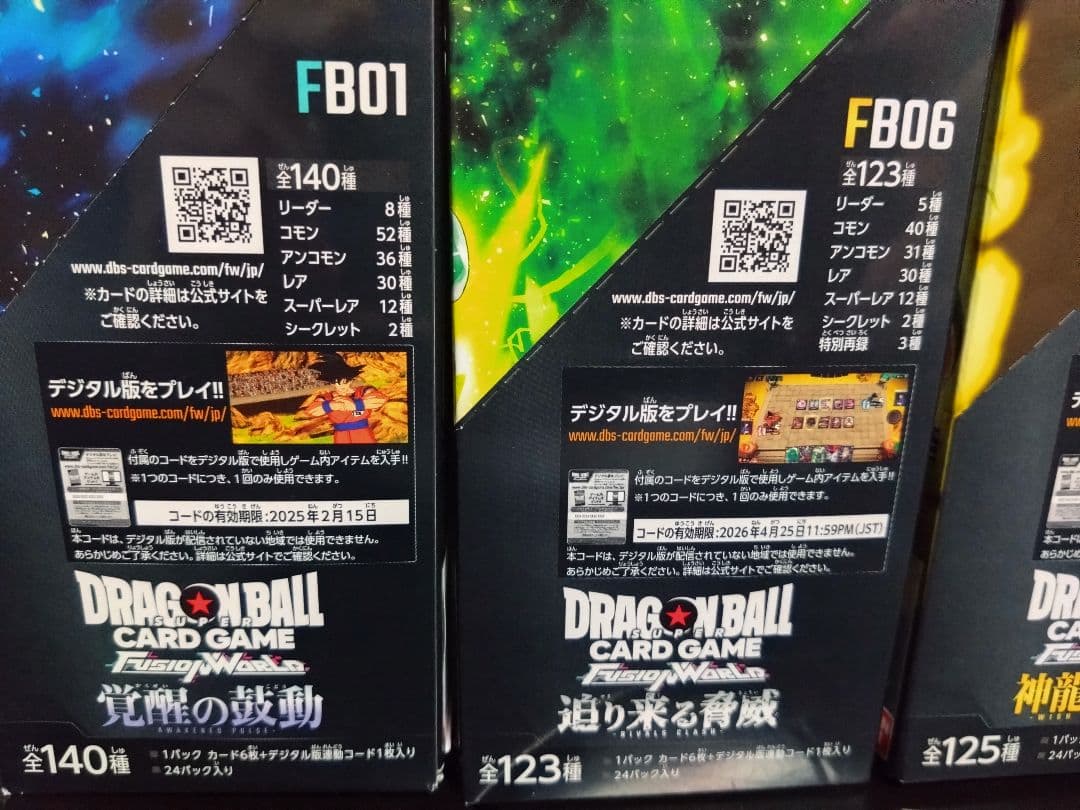 FB01
全140種
リーダー 8種
コモン 52種
アンコモン 36種
レア 30種
スーパーレア 12種
シークレット 2種
www.dbs-cardgame.com/fw/jp/
※カードの詳細は公式サイトを
ご確認ください。
デジタル版をプレイ!!
www.dbs-cardgame.com/fw/jp/
付属のコードをデジタル版で使用しゲーム内アイテムを入手!!
※1つのコードにつき、1回のみ使用できます。
コードの有効期限:2025年2月15日
本コードは、デジタル版が配信されていない地域では使用できません。
あらかじめご了承ください。詳細は公式サイトでご確認ください。
DRAGON BALL
SUPER
CARD GAME
FUSION WORLD
覚醒の鼓動
AWAKENED PULSE
全140種
1パック カード6枚+デジタル版連動コード1枚入り
24パック入り
FB06
全123種
リーダー 5種
コモン 40種
アンコモン 31種
レア 30種
スーパーレア 12種
シークレット 2種
特別再録 3種
www.dbs-cardgame.com/fw/jp/
※カードの詳細は公式サイトを
ご確認ください。
デジタル版をプレイ!!
www.dbs-cardgame.com/fw/jp/
付属のコードをデジタル版で使用しゲーム内アイテムを入手!!
※1つのコードにつき、1回のみ使用できます。
コードの有効期限:2026年4月25日11:59PM(JST)
本コードは、デジタル版が配信されていない地域では使用できません。
あらかじめご了承ください。詳細は公式サイトでご確認ください。
DRAGON BALL
SUPER
CARD GAME
FUSION WORLD
迫り来る脅威
RIVALS CLASH
全123種
1パック カード6枚+デジタル版連動コード1枚入り
24パック入り
本コード
あらかじめ
DR
CA
神龍
WISH
全125種
1パッ
24パ